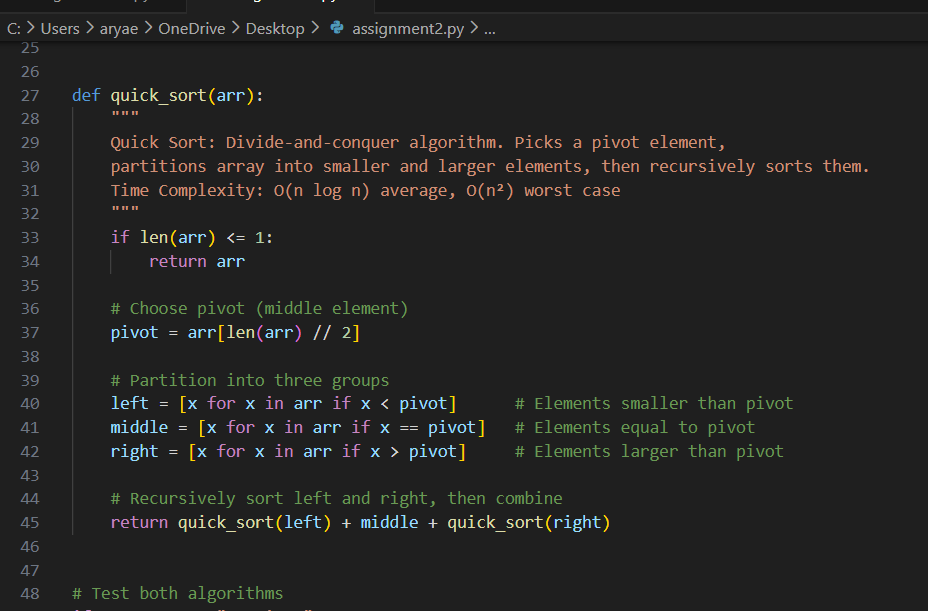 C: > Users > aryae > OneDrive > Desktop > assignment2.py > ...
25
26
27 def quick_sort(arr):
28     """
29     Quick Sort: Divide-and-conquer algorithm. Picks a pivot element,
30     partitions array into smaller and larger elements, then recursively sorts them.
31     Time Complexity: O(n log n) average, O(n²) worst case
32     """
33     if len(arr) <= 1:
34         return arr
35
36     # Choose pivot (middle element)
37     pivot = arr[len(arr) // 2]
38
39     # Partition into three groups
40     left = [x for x in arr if x < pivot]      # Elements smaller than pivot
41     middle = [x for x in arr if x == pivot]   # Elements equal to pivot
42     right = [x for x in arr if x > pivot]     # Elements larger than pivot
43
44     # Recursively sort left and right, then combine
45     return quick_sort(left) + middle + quick_sort(right)
46
47
48 # Test both algorithms